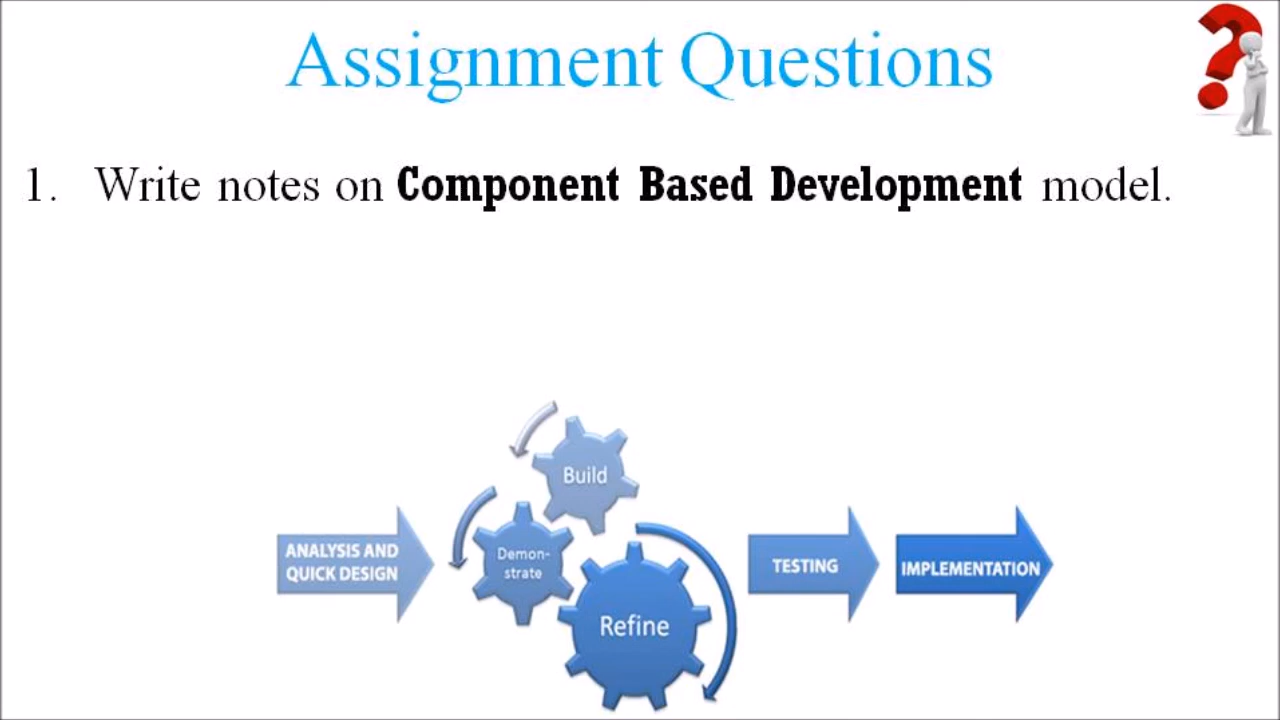 Assignment Questions
1. Write notes on Component Based Development model.
Build
Demon-
strate
Refine
ANALYSIS AND
QUICK DESIGN
TESTING
IMPLEMENTATION